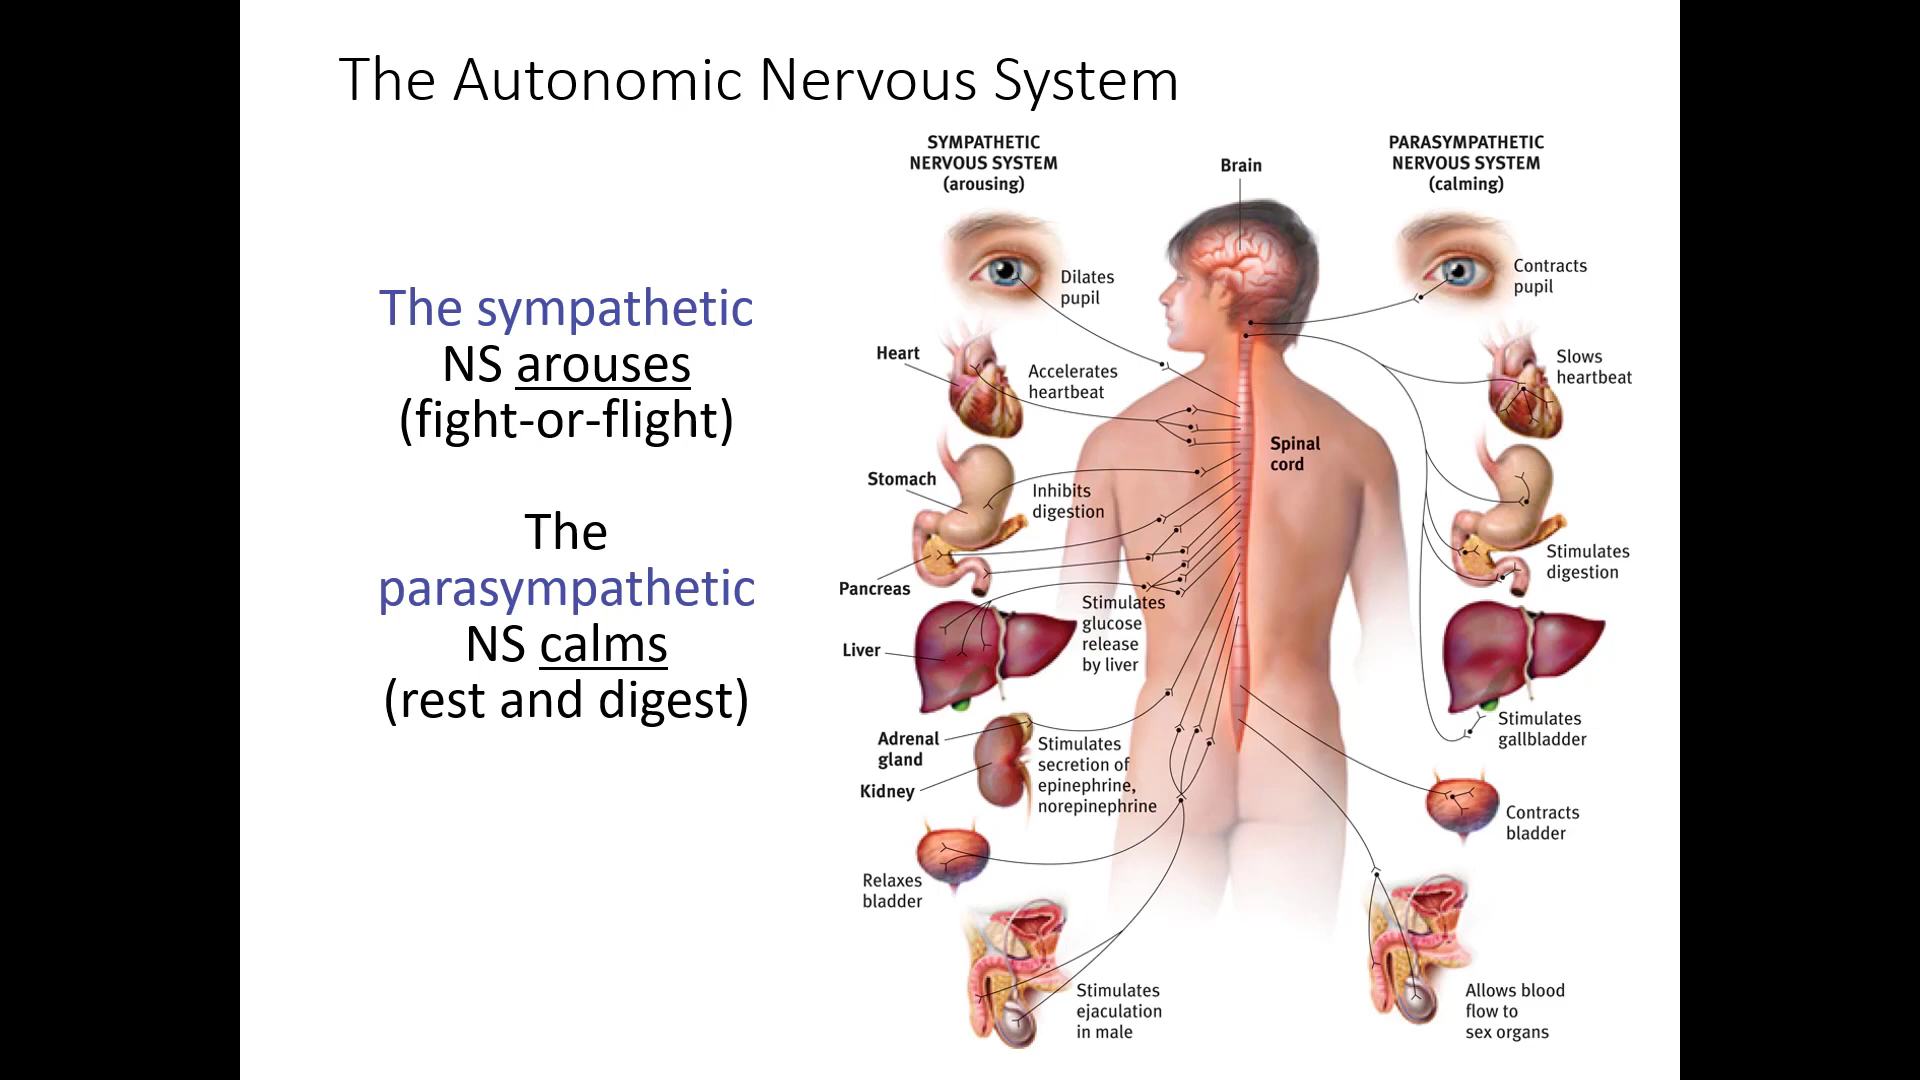 The Autonomic Nervous System
The sympathetic
NS arouses
(fight-or-flight)
The
parasympathetic
NS calms
(rest and digest)
SYMPATHETIC
NERVOUS SYSTEM
(arousing)
Brain
PARASYMPATHETIC
NERVOUS SYSTEM
(calming)
Dilates
pupil
Contracts
pupil
Heart
Accelerates
heartbeat
Slows
heartbeat
Spinal
cord
Stomach
Inhibits
digestion
Stimulates
digestion
Pancreas
Stimulates
glucose
release
by liver
Liver
Stimulates
gallbladder
Adrenal
gland
Kidney
Stimulates
secretion of
epinephrine,
norepinephrine
Contracts
bladder
Relaxes
bladder
Stimulates
ejaculation
in male
Allows blood
flow to
sex organs